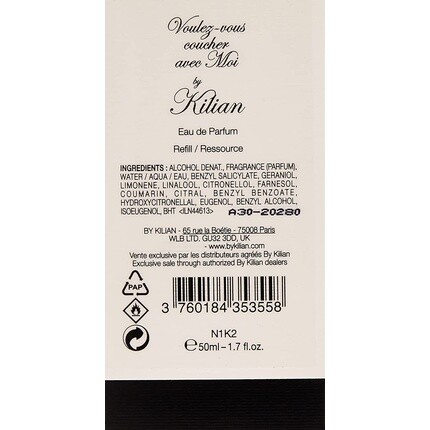 Voulez-vous
coucher
avec Moi
by
Kilian
Eau de Parfum
Refill / Ressource
INGREDIENTS : ALCOHOL DENAT., FRAGRANCE (PARFUM),
WATER / AQUA / EAU, BENZYL SALICYLATE, GERANIOL,
LIMONENE, LINALOOL, CITRONELLOL, FARNESOL,
COUMARIN, CITRAL, BENZYL BENZOATE,
HYDROXYCITRONELLAL, EUGENOL, BENZYL ALCOHOL,
ISOEUGENOL, BHT <ILN44613> A30-20280
BY KILIAN - 65 rue la Boétie - 75008 Paris
WLB LTD. GU32 3DD, UK
- www.bykilian.com -
Vente exclusive par les distributeurs agréés By Kilian
Exclusive sale through authorized By Kilian dealers
PAP
3 760184 353558
N1K2
℮50ml - 1.7 fl.oz.